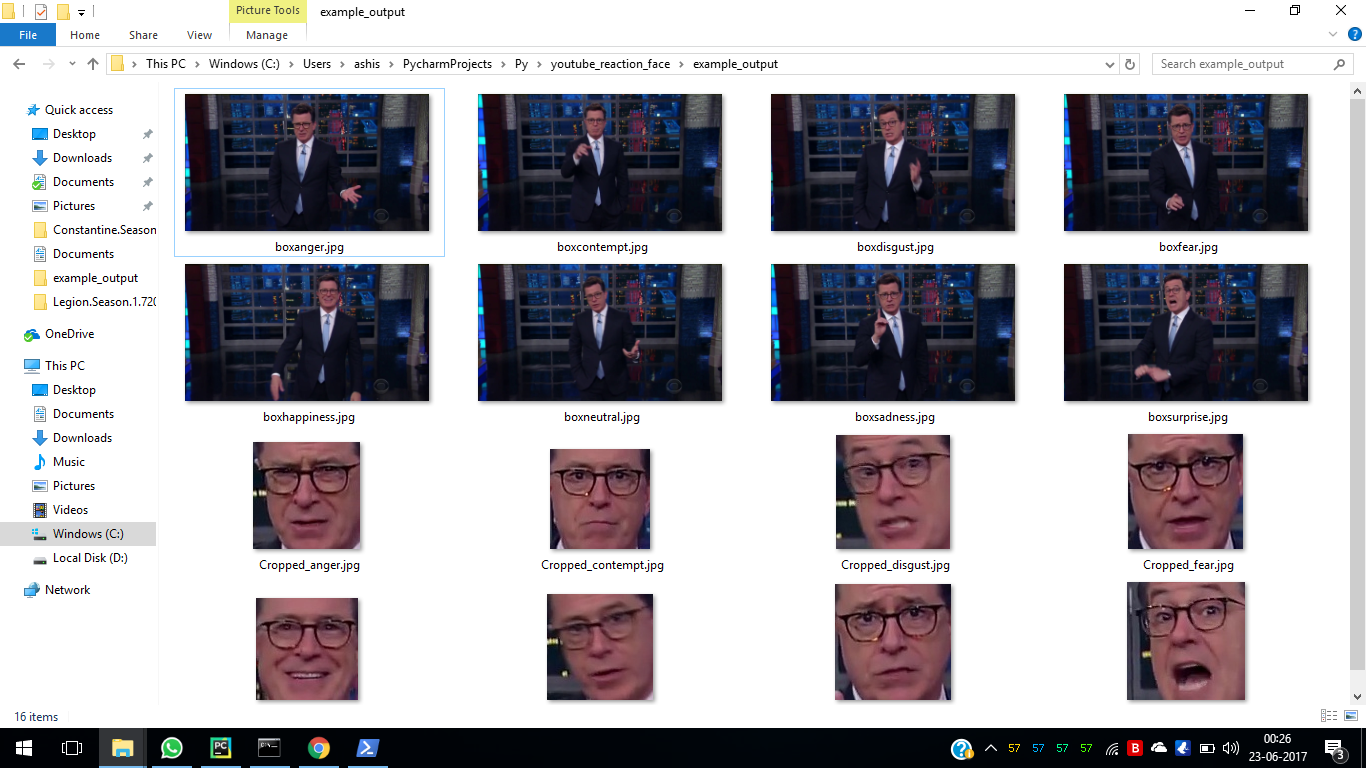 Picture Tools
example_output
File
Home
Share
View
Manage
This PC
Windows (C:)
Users
ashis
PycharmProjects
Py
youtube_reaction_face
example_output
Search example_output
Quick access
Desktop
Downloads
Documents
Pictures
Constantine.Season
Documents
example_output
Legion.Season.1.720
OneDrive
This PC
Desktop
Documents
Downloads
Music
Pictures
Videos
Windows (C:)
Local Disk (D:)
Network
boxanger.jpg
boxcontempt.jpg
boxdisgust.jpg
boxfear.jpg
boxhappiness.jpg
boxneutral.jpg
boxsadness.jpg
boxsurprise.jpg
Cropped_anger.jpg
Cropped_contempt.jpg
Cropped_disgust.jpg
Cropped_fear.jpg
16 items
PC
57
57
57
57
B
00:26
23-06-2017
3